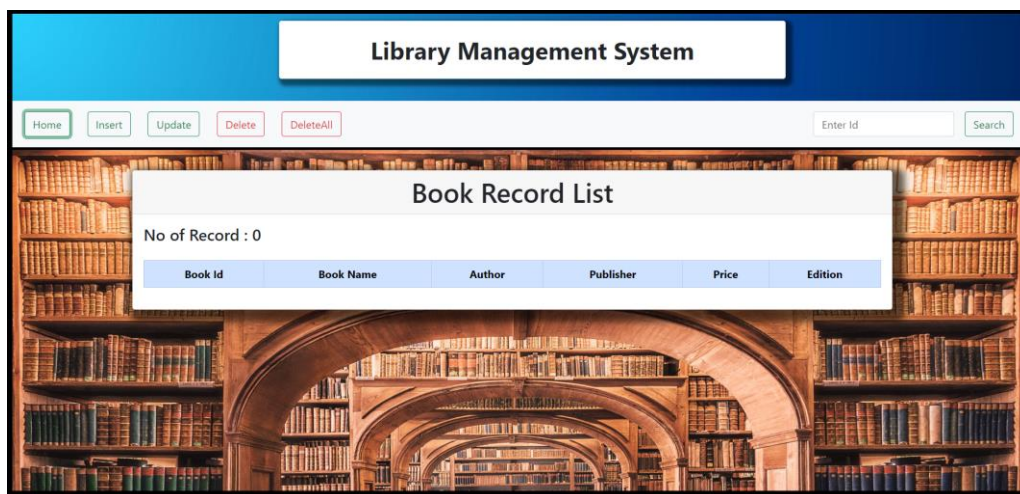 Library Management System
Home Insert Update Delete DeleteAll Enter Id Search
Book Record List
No of Record : 0
Book Id Book Name Author Publisher Price Edition